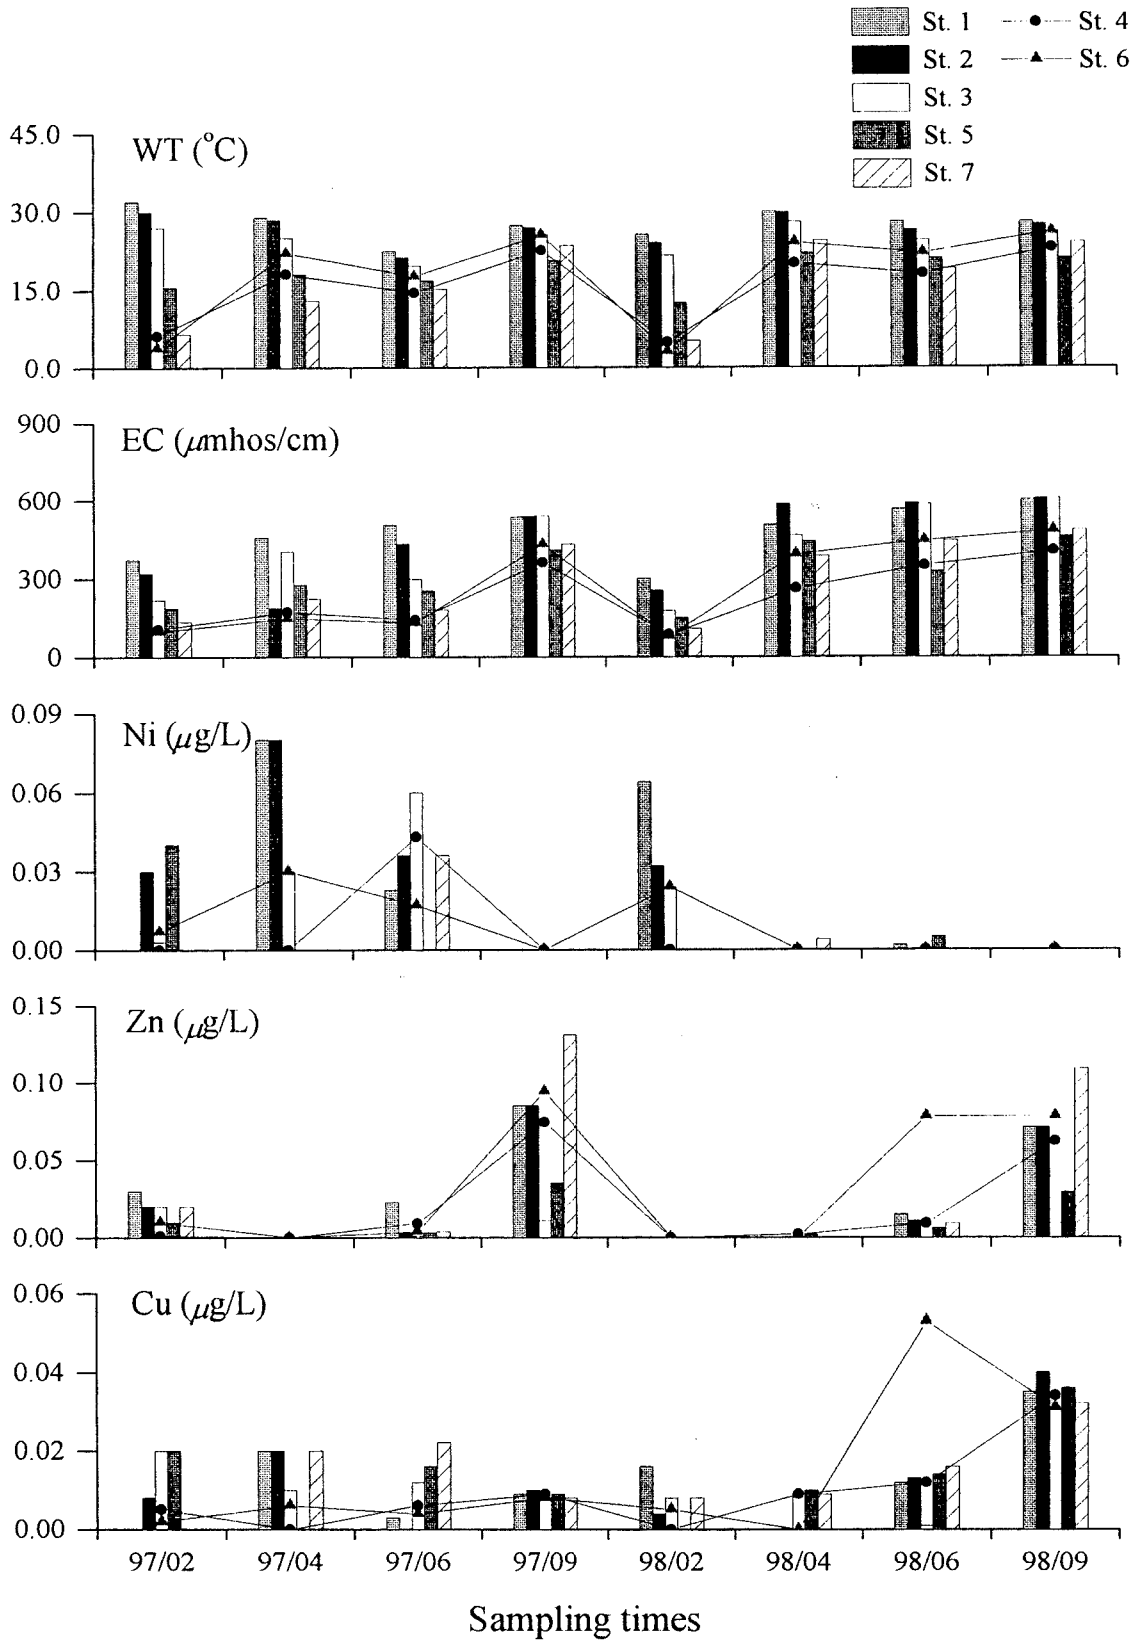 St. 1 St. 4
St. 2 St. 6
St. 3
St. 5
St. 7
WT (°C)
45.0
30.0
15.0
0.0
EC (μmhos/cm)
900
600
300
0
Ni (μg/L)
0.09
0.06
0.03
0.00
Zn (μg/L)
0.15
0.10
0.05
0.00
Cu (μg/L)
0.06
0.04
0.02
0.00
97/02 97/04 97/06 97/09 98/02 98/04 98/06 98/09
Sampling times